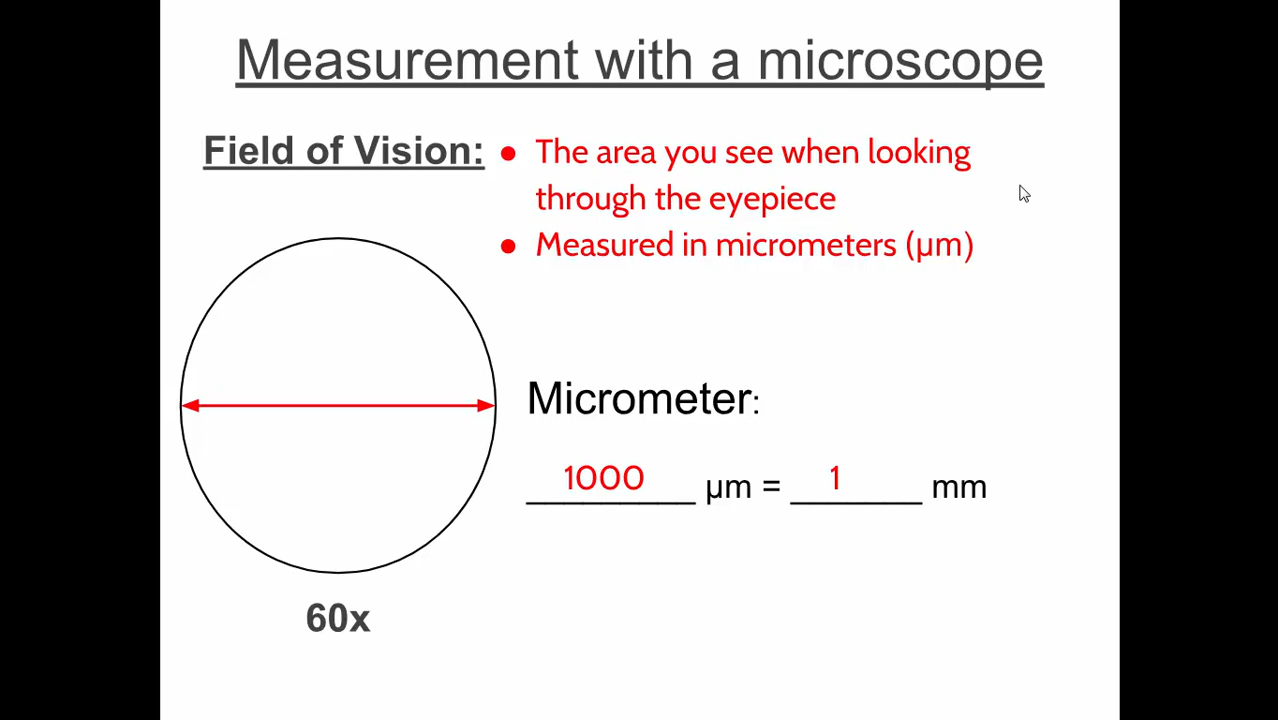 Measurement with a microscope
Field of Vision:
● The area you see when looking
through the eyepiece
● Measured in micrometers (µm)
Micrometer:
1000 µm = 1 mm
60x